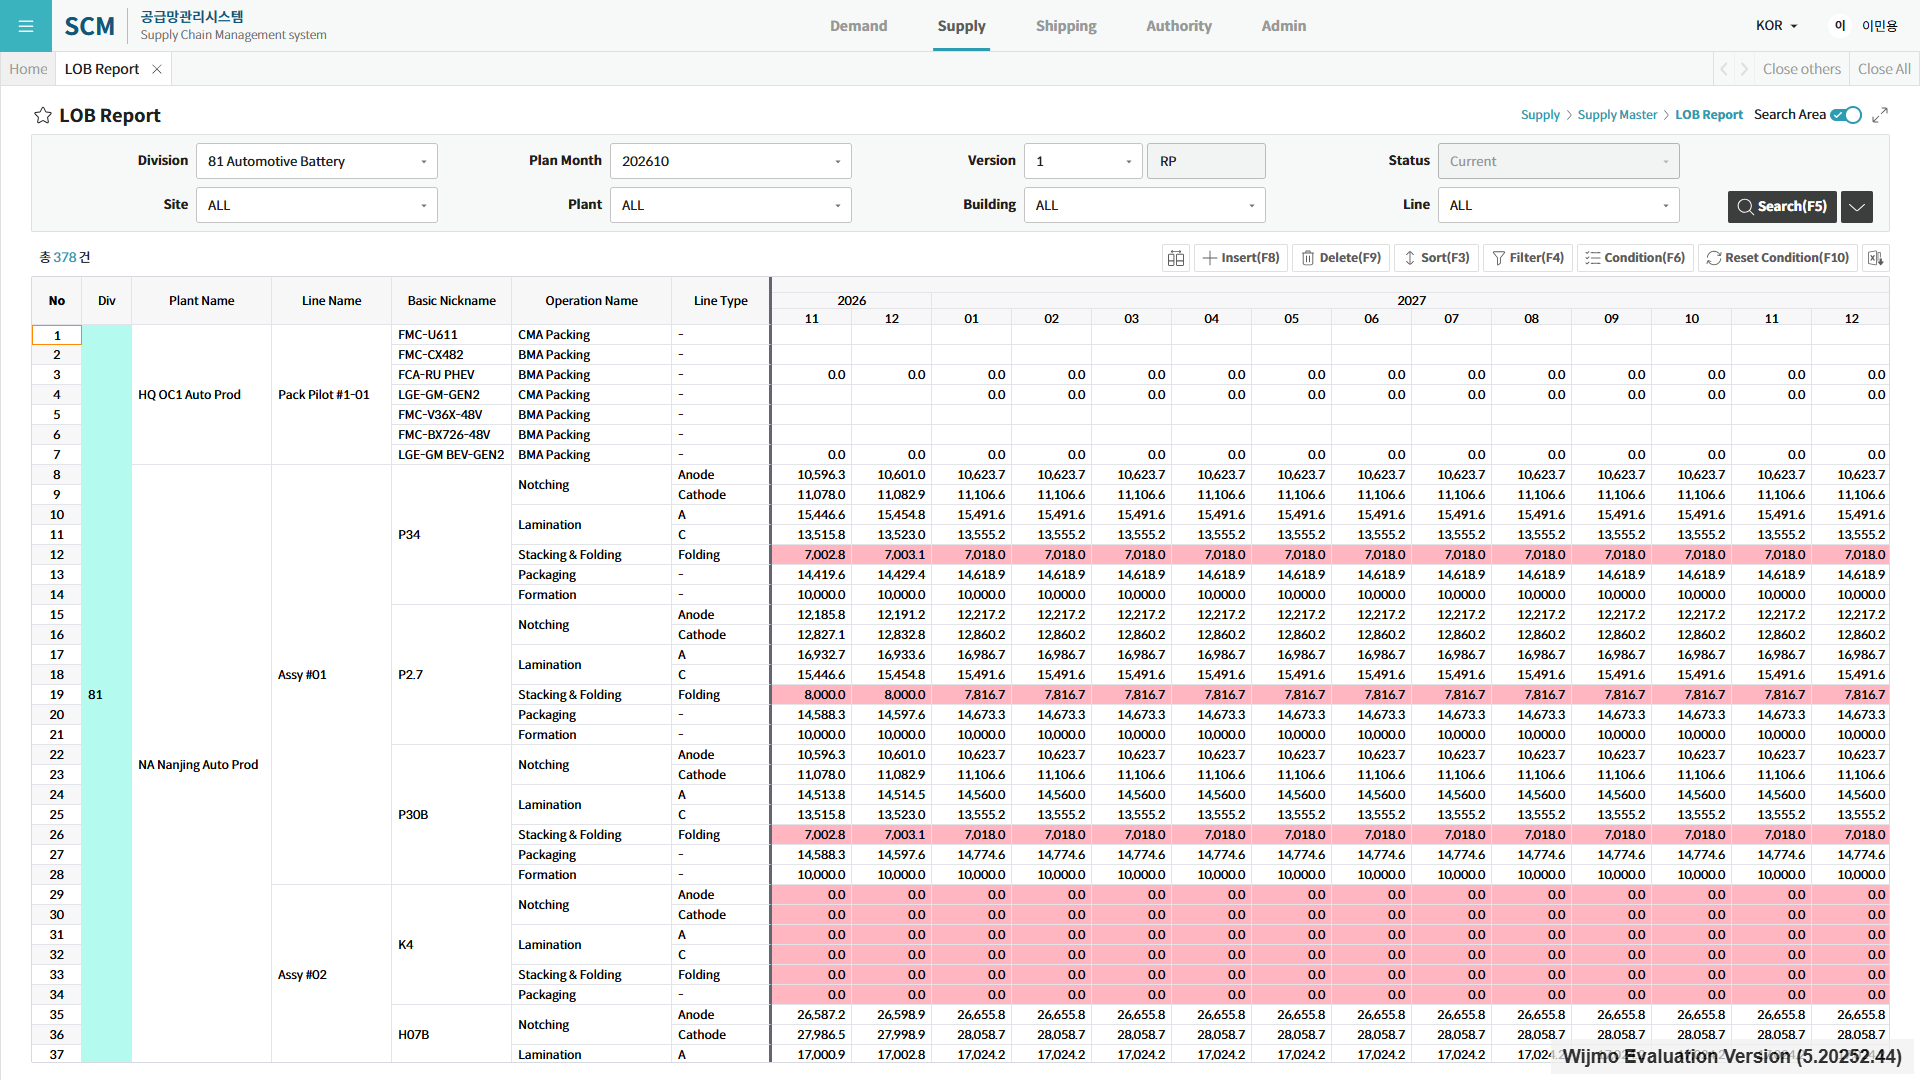 SCM 공급망관리시스템 Supply Chain Management system
Demand Supply Shipping Authority Admin
KOR 이 이민용
Home LOB Report Close others Close All
LOB Report
Supply > Supply Master > LOB Report Search Area
Division 81 Automotive Battery Plan Month 202610 Version 1 RP Status Current
Site ALL Plant ALL Building ALL Line ALL Search(F5)
총 378 건
Insert(F8) Delete(F9) Sort(F3) Filter(F4) Condition(F6) Reset Condition(F10)
No Div Plant Name Line Name Basic Nickname Operation Name Line Type 2026 2027
11 12 01 02 03 04 05 06 07 08 09 10 11 12
1 FMC-U611 CMA Packing -
2 FMC-CX482 BMA Packing -
3 FCA-RU PHEV BMA Packing - 0.0 0.0 0.0 0.0 0.0 0.0 0.0 0.0 0.0 0.0 0.0 0.0 0.0 0.0
4 HQ OC1 Auto Prod Pack Pilot #1-01 LGE-GM-GEN2 CMA Packing - 0.0 0.0 0.0 0.0 0.0 0.0 0.0 0.0 0.0 0.0 0.0 0.0
5 FMC-V36X-48V BMA Packing -
6 FMC-BX726-48V BMA Packing -
7 LGE-GM BEV-GEN2 BMA Packing - 0.0 0.0 0.0 0.0 0.0 0.0 0.0 0.0 0.0 0.0 0.0 0.0 0.0 0.0
8 Notching Anode 10,596.3 10,601.0 10,623.7 10,623.7 10,623.7 10,623.7 10,623.7 10,623.7 10,623.7 10,623.7 10,623.7 10,623.7 10,623.7 10,623.7
9 Cathode 11,078.0 11,082.9 11,106.6 11,106.6 11,106.6 11,106.6 11,106.6 11,106.6 11,106.6 11,106.6 11,106.6 11,106.6 11,106.6 11,106.6
10 Lamination A 15,446.6 15,454.8 15,491.6 15,491.6 15,491.6 15,491.6 15,491.6 15,491.6 15,491.6 15,491.6 15,491.6 15,491.6 15,491.6 15,491.6
11 P34 C 13,515.8 13,523.0 13,555.2 13,555.2 13,555.2 13,555.2 13,555.2 13,555.2 13,555.2 13,555.2 13,555.2 13,555.2 13,555.2 13,555.2
12 Stacking & Folding Folding 7,002.8 7,003.1 7,018.0 7,018.0 7,018.0 7,018.0 7,018.0 7,018.0 7,018.0 7,018.0 7,018.0 7,018.0 7,018.0 7,018.0
13 Packaging - 14,419.6 14,429.4 14,618.9 14,618.9 14,618.9 14,618.9 14,618.9 14,618.9 14,618.9 14,618.9 14,618.9 14,618.9 14,618.9 14,618.9
14 Formation - 10,000.0 10,000.0 10,000.0 10,000.0 10,000.0 10,000.0 10,000.0 10,000.0 10,000.0 10,000.0 10,000.0 10,000.0 10,000.0 10,000.0
15 Notching Anode 12,185.8 12,191.2 12,217.2 12,217.2 12,217.2 12,217.2 12,217.2 12,217.2 12,217.2 12,217.2 12,217.2 12,217.2 12,217.2 12,217.2
16 Cathode 12,827.1 12,832.8 12,860.2 12,860.2 12,860.2 12,860.2 12,860.2 12,860.2 12,860.2 12,860.2 12,860.2 12,860.2 12,860.2 12,860.2
17 Lamination A 16,932.7 16,933.6 16,986.7 16,986.7 16,986.7 16,986.7 16,986.7 16,986.7 16,986.7 16,986.7 16,986.7 16,986.7 16,986.7 16,986.7
18 Assy #01 P2.7 C 15,446.6 15,454.8 15,491.6 15,491.6 15,491.6 15,491.6 15,491.6 15,491.6 15,491.6 15,491.6 15,491.6 15,491.6 15,491.6 15,491.6
19 81 Stacking & Folding Folding 8,000.0 8,000.0 7,816.7 7,816.7 7,816.7 7,816.7 7,816.7 7,816.7 7,816.7 7,816.7 7,816.7 7,816.7 7,816.7 7,816.7
20 Packaging - 14,588.3 14,597.6 14,673.3 14,673.3 14,673.3 14,673.3 14,673.3 14,673.3 14,673.3 14,673.3 14,673.3 14,673.3 14,673.3 14,673.3
21 Formation - 10,000.0 10,000.0 10,000.0 10,000.0 10,000.0 10,000.0 10,000.0 10,000.0 10,000.0 10,000.0 10,000.0 10,000.0 10,000.0 10,000.0
22 NA Nanjing Auto Prod Notching Anode 10,596.3 10,601.0 10,623.7 10,623.7 10,623.7 10,623.7 10,623.7 10,623.7 10,623.7 10,623.7 10,623.7 10,623.7 10,623.7 10,623.7
23 Cathode 11,078.0 11,082.9 11,106.6 11,106.6 11,106.6 11,106.6 11,106.6 11,106.6 11,106.6 11,106.6 11,106.6 11,106.6 11,106.6 11,106.6
24 Lamination A 14,513.8 14,514.5 14,560.0 14,560.0 14,560.0 14,560.0 14,560.0 14,560.0 14,560.0 14,560.0 14,560.0 14,560.0 14,560.0 14,560.0
25 P30B C 13,515.8 13,523.0 13,555.2 13,555.2 13,555.2 13,555.2 13,555.2 13,555.2 13,555.2 13,555.2 13,555.2 13,555.2 13,555.2 13,555.2
26 Stacking & Folding Folding 7,002.8 7,003.1 7,018.0 7,018.0 7,018.0 7,018.0 7,018.0 7,018.0 7,018.0 7,018.0 7,018.0 7,018.0 7,018.0 7,018.0
27 Packaging - 14,588.3 14,597.6 14,774.6 14,774.6 14,774.6 14,774.6 14,774.6 14,774.6 14,774.6 14,774.6 14,774.6 14,774.6 14,774.6 14,774.6
28 Formation - 10,000.0 10,000.0 10,000.0 10,000.0 10,000.0 10,000.0 10,000.0 10,000.0 10,000.0 10,000.0 10,000.0 10,000.0 10,000.0 10,000.0
29 Notching Anode 0.0 0.0 0.0 0.0 0.0 0.0 0.0 0.0 0.0 0.0 0.0 0.0 0.0 0.0
30 Cathode 0.0 0.0 0.0 0.0 0.0 0.0 0.0 0.0 0.0 0.0 0.0 0.0 0.0 0.0
31 K4 Lamination A 0.0 0.0 0.0 0.0 0.0 0.0 0.0 0.0 0.0 0.0 0.0 0.0 0.0 0.0
32 C 0.0 0.0 0.0 0.0 0.0 0.0 0.0 0.0 0.0 0.0 0.0 0.0 0.0 0.0
33 Assy #02 Stacking & Folding Folding 0.0 0.0 0.0 0.0 0.0 0.0 0.0 0.0 0.0 0.0 0.0 0.0 0.0 0.0
34 Packaging - 0.0 0.0 0.0 0.0 0.0 0.0 0.0 0.0 0.0 0.0 0.0 0.0 0.0 0.0
35 Notching Anode 26,587.2 26,598.9 26,655.8 26,655.8 26,655.8 26,655.8 26,655.8 26,655.8 26,655.8 26,655.8 26,655.8 26,655.8 26,655.8 26,655.8
36 H07B Cathode 27,986.5 27,998.9 28,058.7 28,058.7 28,058.7 28,058.7 28,058.7 28,058.7 28,058.7 28,058.7 28,058.7 28,058.7 28,058.7 28,058.7
37 Lamination A 17,000.9 17,002.8 17,024.2 17,024.2 17,024.2 17,024.2 17,024.2 17,024.2 17,024.2
Wijmo Evaluation Version (5.20252.44)